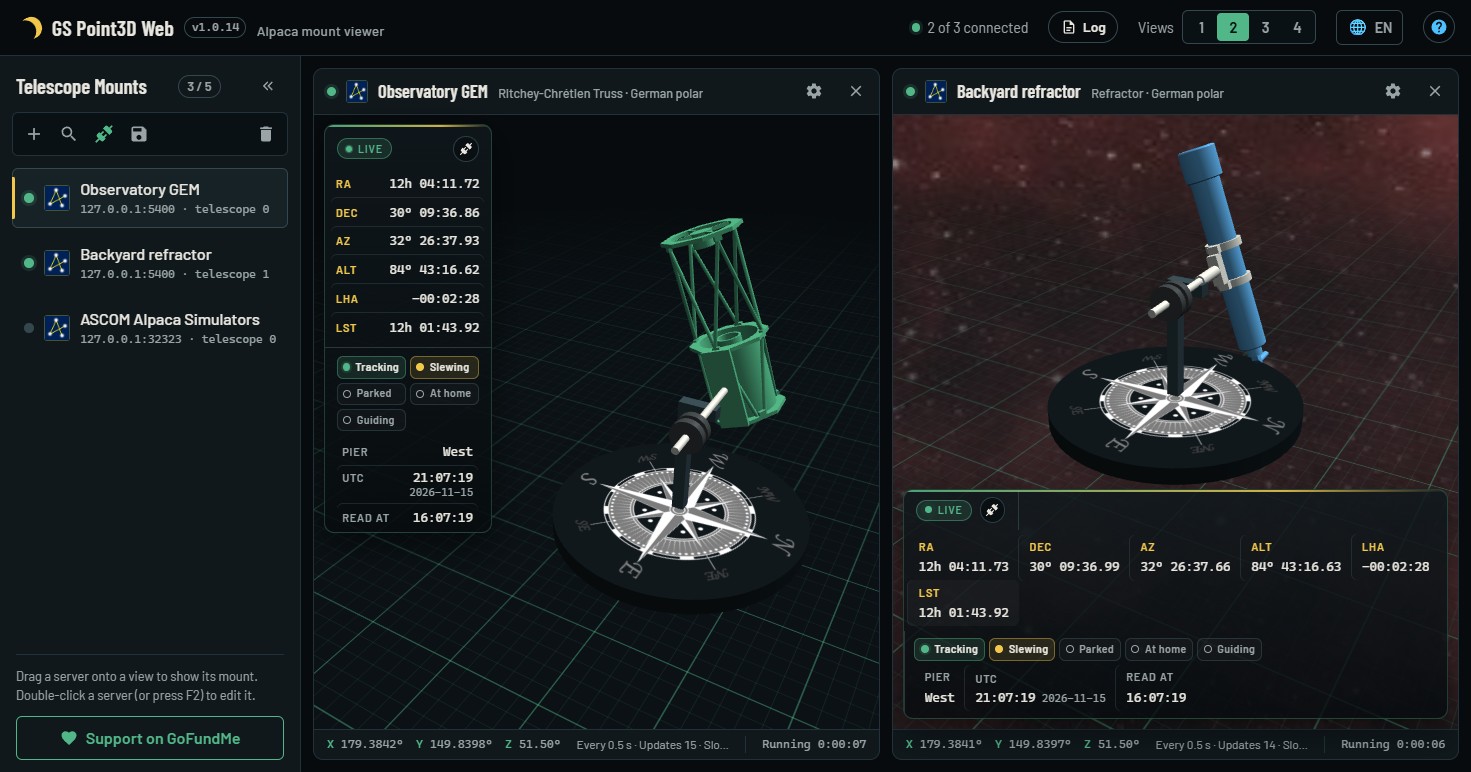 GS Point3D Web v1.0.14 Alpaca mount viewer
2 of 3 connected Log Views 1 2 3 4 EN ?
Telescope Mounts 3 / 5
Observatory GEM
127.0.0.1:5400 · telescope 0
Backyard refractor
127.0.0.1:5400 · telescope 1
ASCOM Alpaca Simulators
127.0.0.1:32323 · telescope 0
Drag a server onto a view to show its mount.
Double-click a server (or press F2) to edit it.
Support on GoFundMe
Observatory GEM Ritchey-Chrétien Truss · German polar
LIVE
RA 12h 04:11.72
DEC 30° 09:36.86
AZ 32° 26:37.93
ALT 84° 43:16.62
LHA −00:02:28
LST 12h 01:43.92
Tracking Slewing
Parked At home
Guiding
PIER West
UTC 21:07:19
2026-11-15
READ AT 16:07:19
S
W
NW
SE
N
E
NE
X 179.3842° Y 149.8398° Z 51.50° Every 0.5 s · Updates 15 · Slo... Running 0:00:07
Backyard refractor Refractor · German polar
S
W
NW
SE
N
E
NE
LIVE
RA DEC AZ ALT LHA
12h 04:11.73 30° 09:36.99 32° 26:37.66 84° 43:16.63 −00:02:28
LST
12h 01:43.92
Tracking Slewing Parked At home Guiding
PIER UTC READ AT
West 21:07:19 2026-11-15 16:07:19
X 179.3841° Y 149.8397° Z 51.50° Every 0.5 s · Updates 14 · Slo... Running 0:00:06